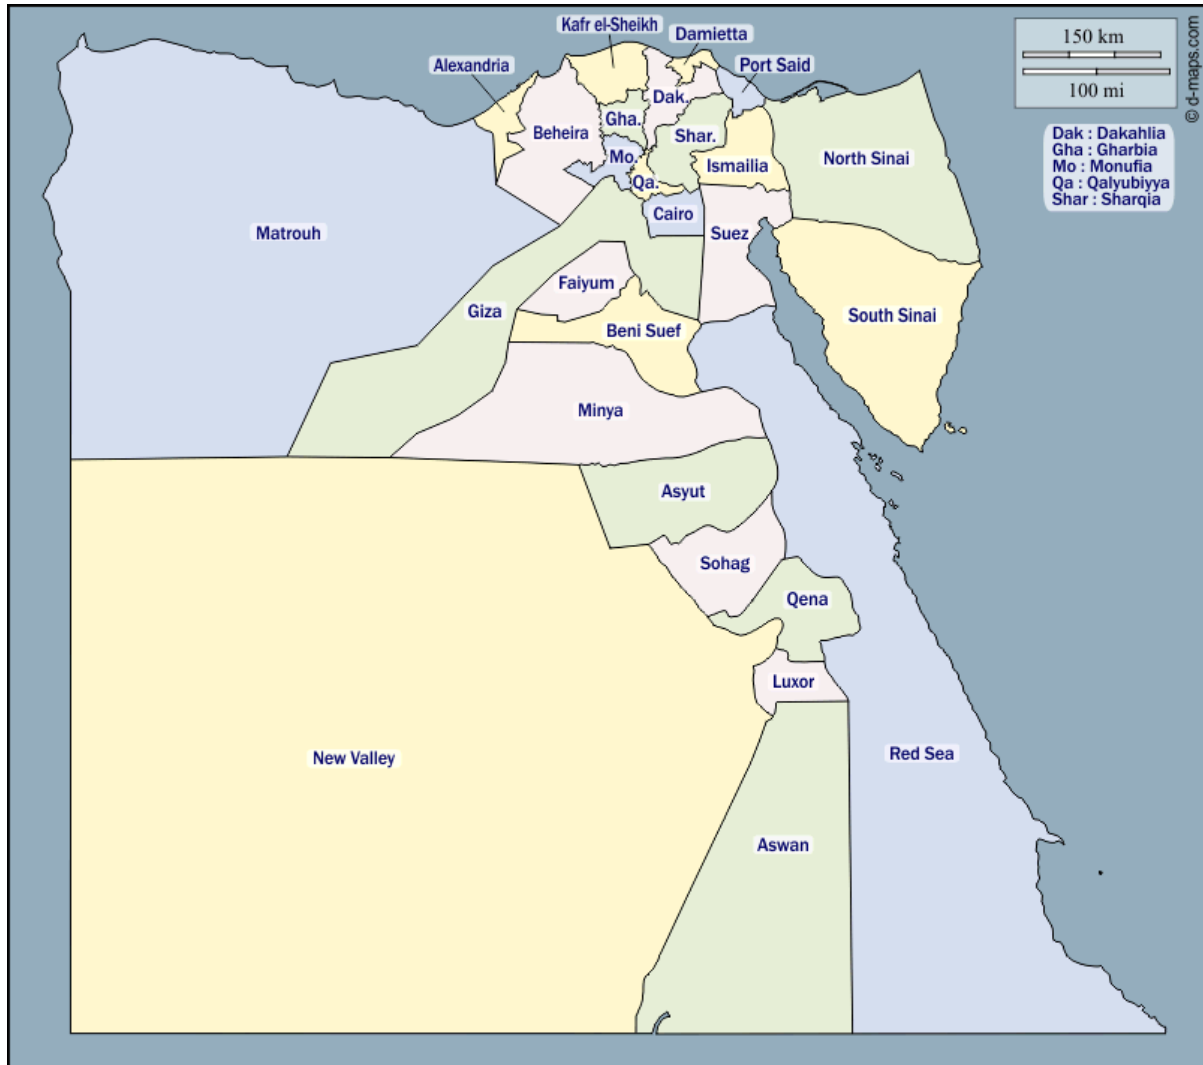 Kafr el-Sheikh
Damietta
Alexandria
Port Said
150 km
100 mi
© d-maps.com
Dak : Dakahlia
Gha : Gharbia
Mo : Monufia
Qa : Qalyubiyya
Shar : Sharqia
Dak.
Gha.
Beheira
Shar.
Mo.
Ismailia
North Sinai
Qa.
Cairo
Matrouh
Suez
Faiyum
Giza
Beni Suef
South Sinai
Minya
Asyut
Sohag
Qena
Luxor
New Valley
Red Sea
Aswan